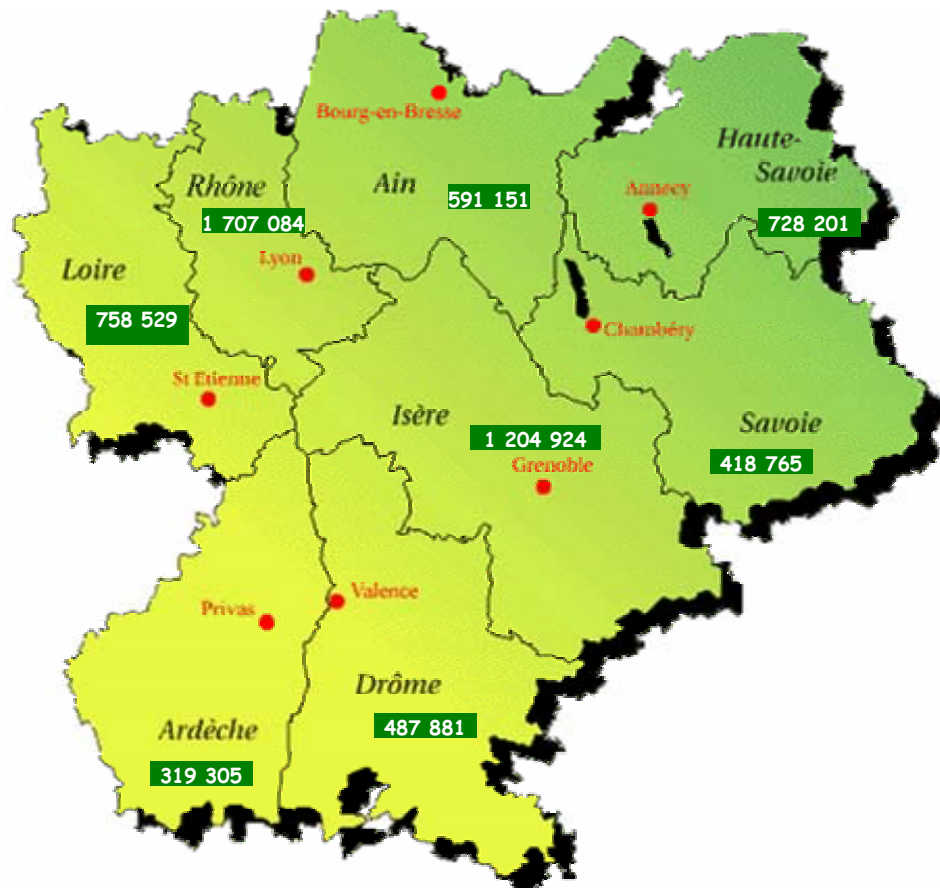 Bourg-en-Bresse
Haute-
Savoie
Rhône
Ain
Annecy
591 151
1 707 084
728 201
Lyon
Loire
758 529
Chambéry
St Etienne
Isère
Savoie
1 204 924
Grenoble
418 765
Valence
Privas
Drôme
Ardèche
487 881
319 305